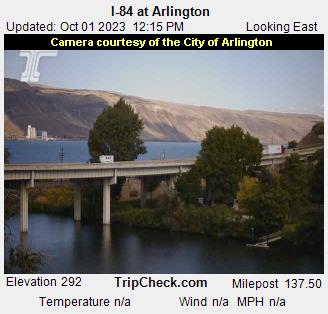 I-84 at Arlington
Updated: Oct 01 2023 12:15 PM Looking East
Camera courtesy of the City of Arlington
Elevation 292 TripCheck.com Milepost 137.50
Temperature n/a Wind n/a MPH n/a